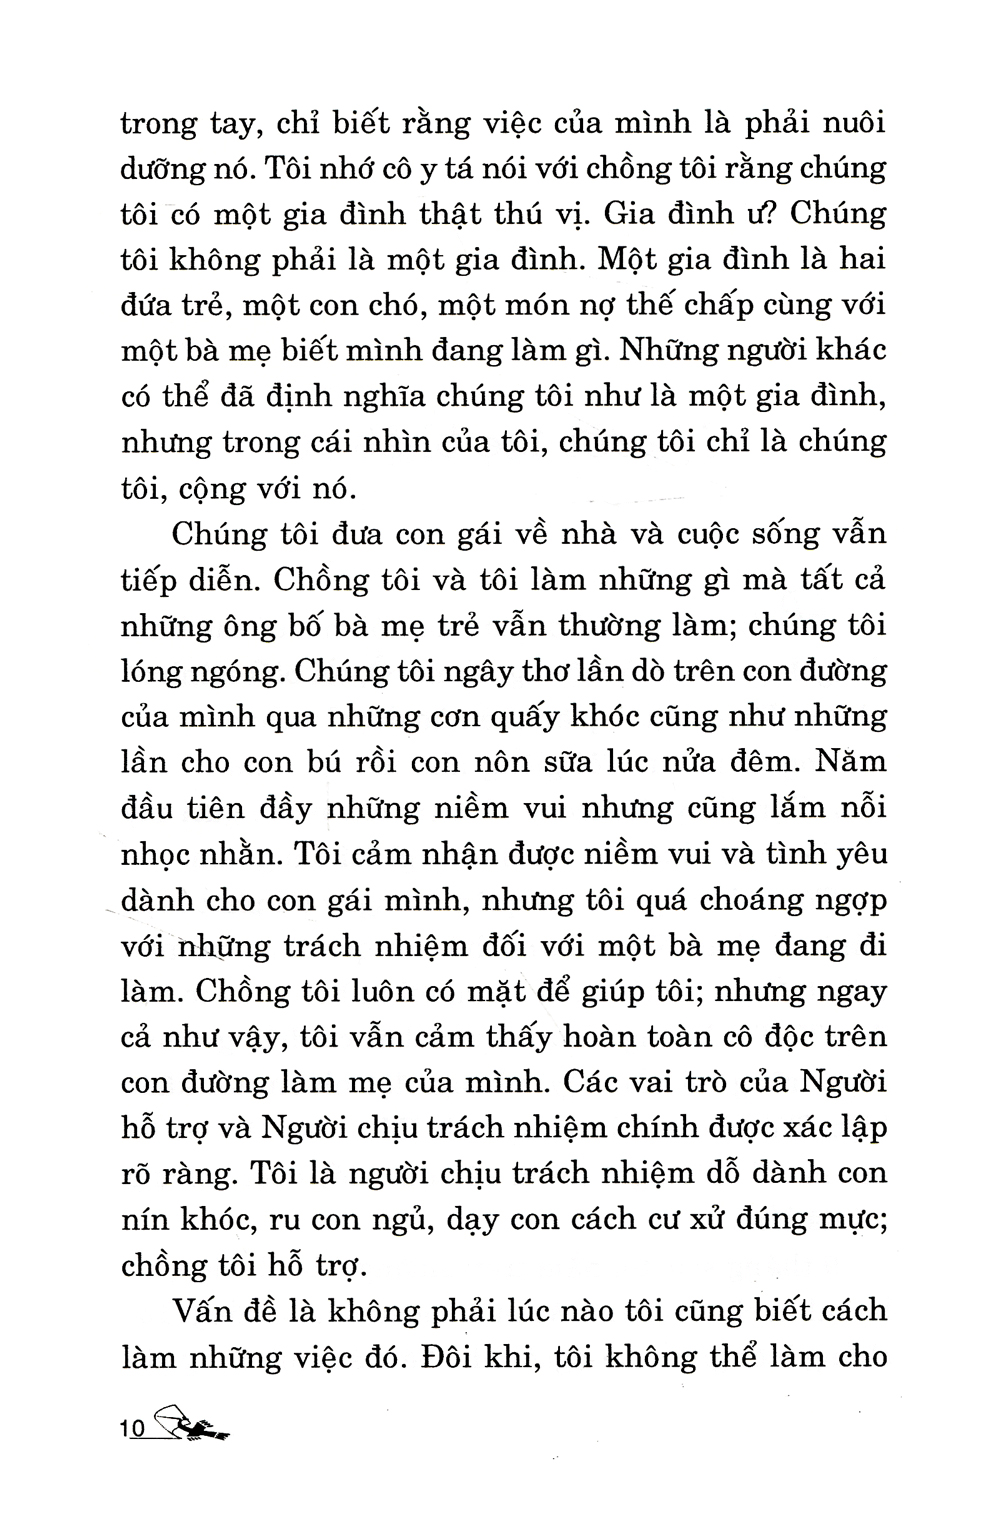 trong tay, chỉ biết rằng việc của mình là phải nuôi
dưỡng nó. Tôi nhớ cô y tá nói với chồng tôi rằng chúng
tôi có một gia đình thật thú vị. Gia đình ư? Chúng
tôi không phải là một gia đình. Một gia đình là hai
đứa trẻ, một con chó, một món nợ thế chấp cùng với
một bà mẹ biết mình đang làm gì. Những người khác
có thể đã định nghĩa chúng tôi như là một gia đình,
nhưng trong cái nhìn của tôi, chúng tôi chỉ là chúng
tôi, cộng với nó.
Chúng tôi đưa con gái về nhà và cuộc sống vẫn
tiếp diễn. Chồng tôi và tôi làm những gì mà tất cả
những ông bố bà mẹ trẻ vẫn thường làm; chúng tôi
lóng ngóng. Chúng tôi ngây thơ lần dò trên con đường
của mình qua những cơn quấy khóc cũng như những
lần cho con bú rồi con nôn sữa lúc nửa đêm. Năm
đầu tiên đầy những niềm vui nhưng cũng lắm nỗi
nhọc nhằn. Tôi cảm nhận được niềm vui và tình yêu
dành cho con gái mình, nhưng tôi quá choáng ngợp
với những trách nhiệm đối với một bà mẹ đang đi
làm. Chồng tôi luôn có mặt để giúp tôi; nhưng ngay
cả như vậy, tôi vẫn cảm thấy hoàn toàn cô độc trên
con đường làm mẹ của mình. Các vai trò của Người
hỗ trợ và Người chịu trách nhiệm chính được xác lập
rõ ràng. Tôi là người chịu trách nhiệm dỗ dành con
nín khóc, ru con ngủ, dạy con cách cư xử đúng mực;
chồng tôi hỗ trợ.
Vấn đề là không phải lúc nào tôi cũng biết cách
làm những việc đó. Đôi khi, tôi không thể làm cho
10